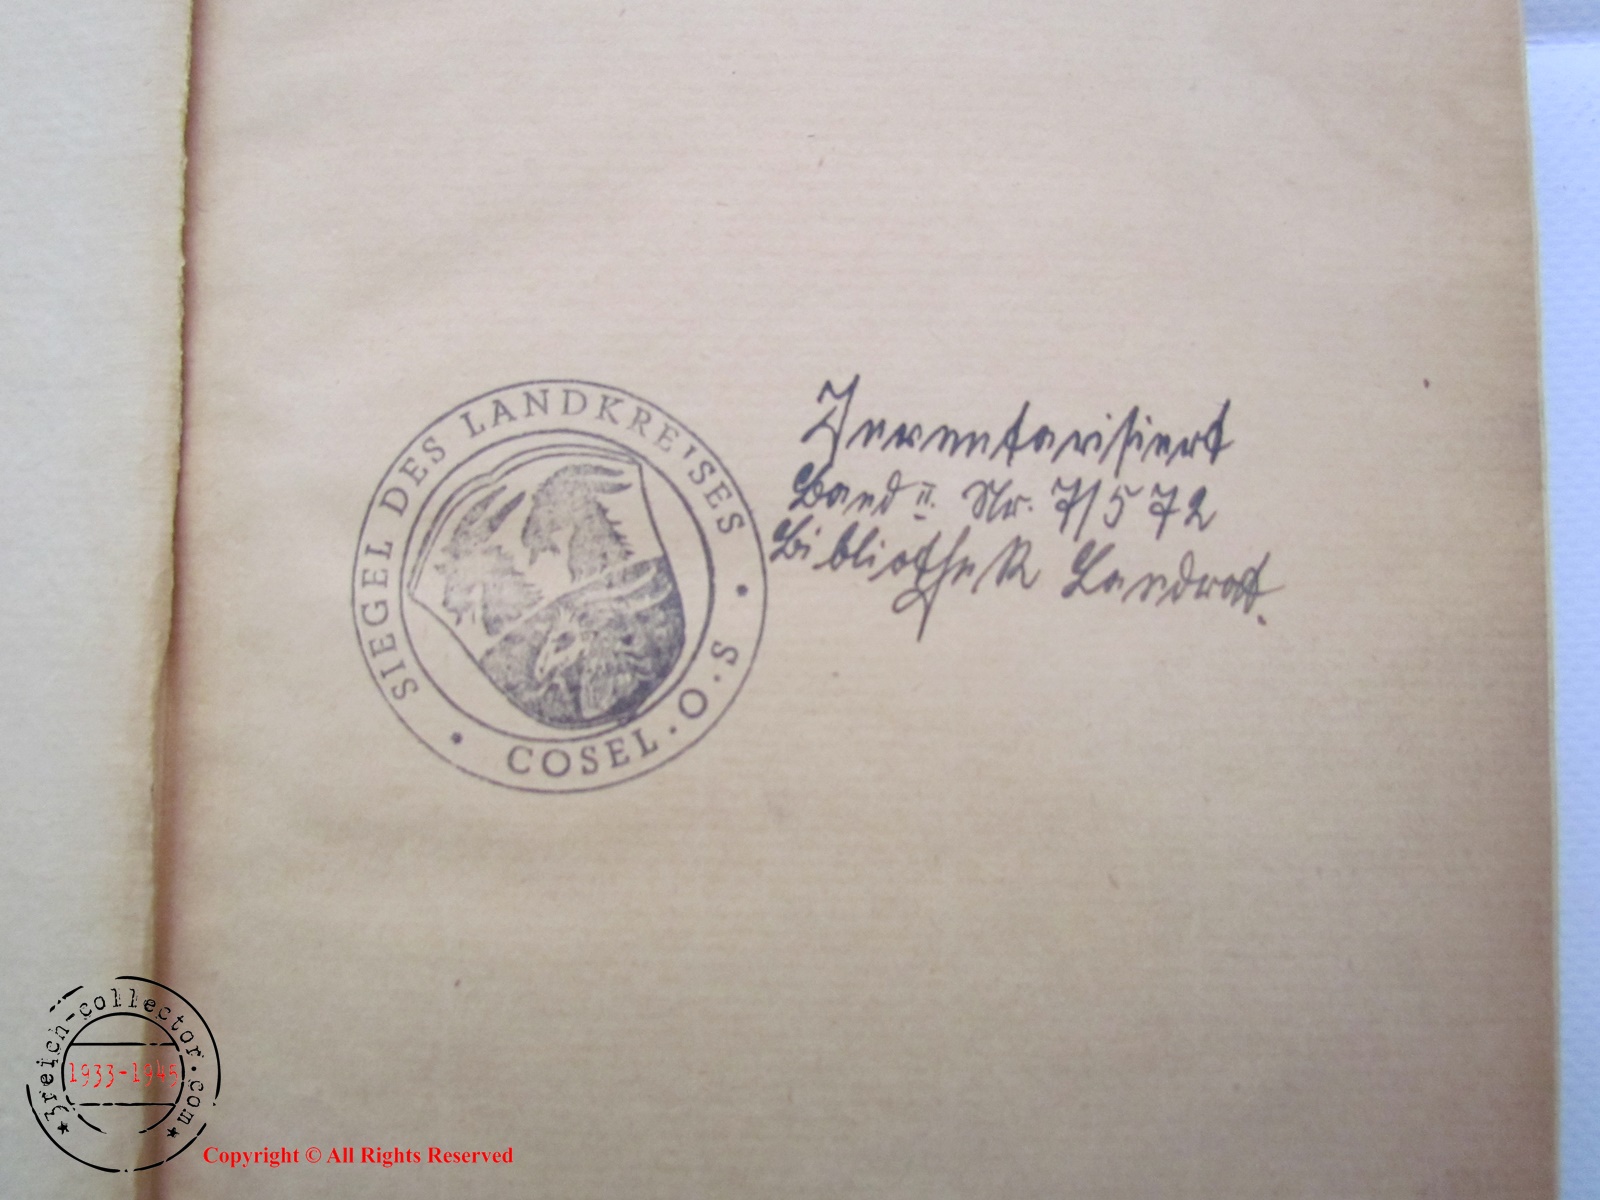 SIEGEL DES LANDKREISES
COSEL · O · S
Inventarisiert
Band II. Nr. 7/572
Bibliothek Landrat.
3reich-collector.com
1933-1945
Copyright © All Rights Reserved